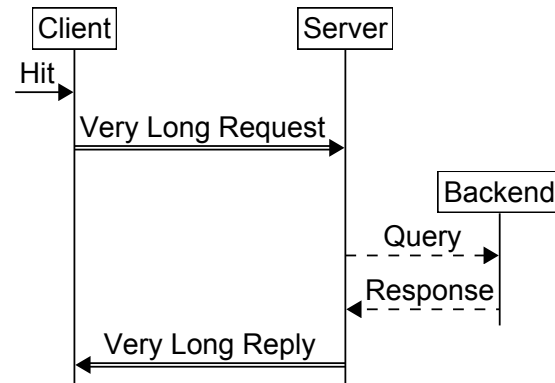 Client
Server
Hit
Very Long Request
Backend
Query
Response
Very Long Reply